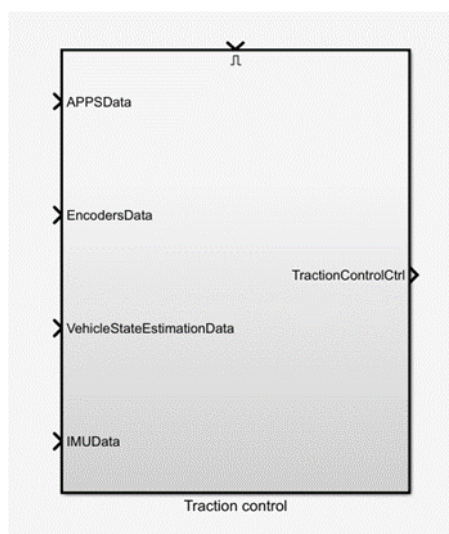 APPSData
EncodersData
TractionControlCtrl
VehicleStateEstimationData
IMUData
Traction control